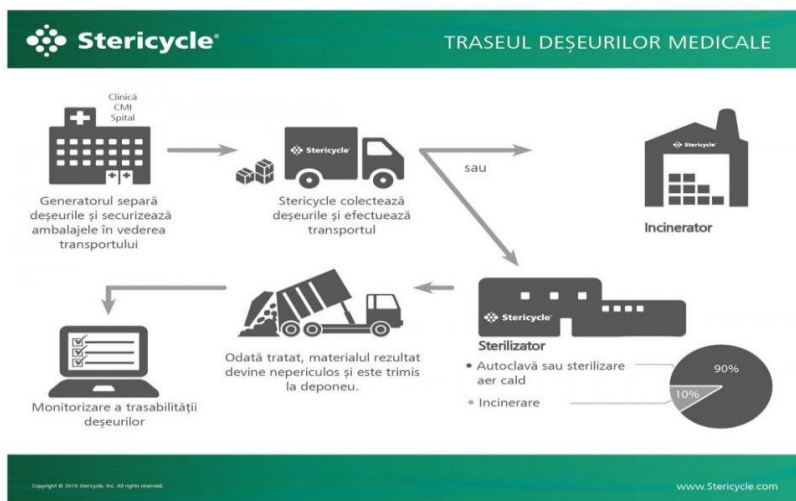 Stericycle®
TRASEUL DEȘEURILOR MEDICALE
Clinică
CMI
Spital
Generatorul separă
deșeurile și securizează
ambalajele în vederea
transportului
Stericycle
Stericycle colectează
deșeurile și efectuează
transportul
sau
Stericycle
Incinerator
Monitorizare a trasabilității
deșeurilor
Odată tratat, materialul rezultat
devine nepericulos și este trimis
la deponeu.
Stericycle
Sterilizator
• Autoclavă sau sterilizare
aer cald
• Incinerare
90%
10%
Copyright © 2015 Stericycle, Inc. All rights reserved.
www.Stericycle.com